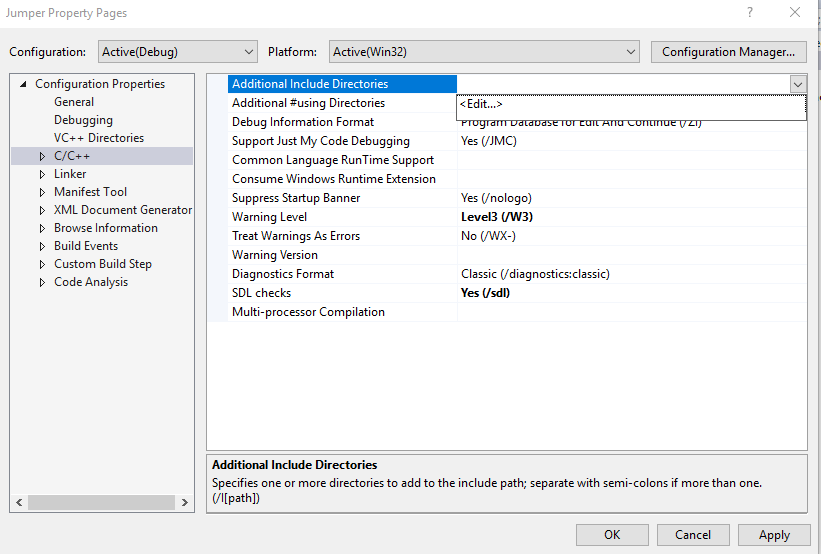 Jumper Property Pages
Configuration: Active(Debug) Platform: Active(Win32) Configuration Manager...
Configuration Properties
General
Debugging
VC++ Directories
C/C++
Linker
Manifest Tool
XML Document Generator
Browse Information
Build Events
Custom Build Step
Code Analysis
Additional Include Directories
Additional #using Directories <Edit...>
Debug Information Format Program Database for Edit And Continue (/ZI)
Support Just My Code Debugging Yes (/JMC)
Common Language RunTime Support
Consume Windows Runtime Extension
Suppress Startup Banner Yes (/nologo)
Warning Level Level3 (/W3)
Treat Warnings As Errors No (/WX-)
Warning Version
Diagnostics Format Classic (/diagnostics:classic)
SDL checks Yes (/sdl)
Multi-processor Compilation
Additional Include Directories
Specifies one or more directories to add to the include path; separate with semi-colons if more than one.
(/I[path])
OK Cancel Apply